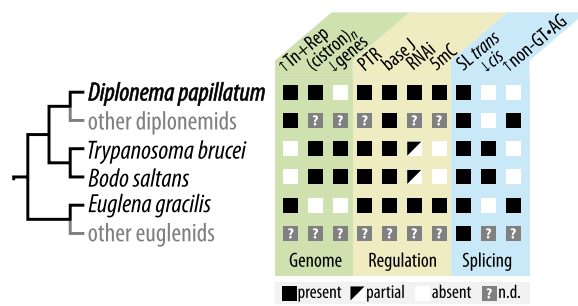 ↑Tn+Rep (cistron)n ↓genes PTR base J RNAi 5mC SL trans ↓cis ↑non-GT•AG
Diplonema papillatum
other diplonemids ? ? ? ? ?
Trypanosoma brucei
Bodo saltans
Euglena gracilis
other euglenids ? ? ? ? ? ? ? ? ?
Genome Regulation Splicing
present partial absent ? n.d.